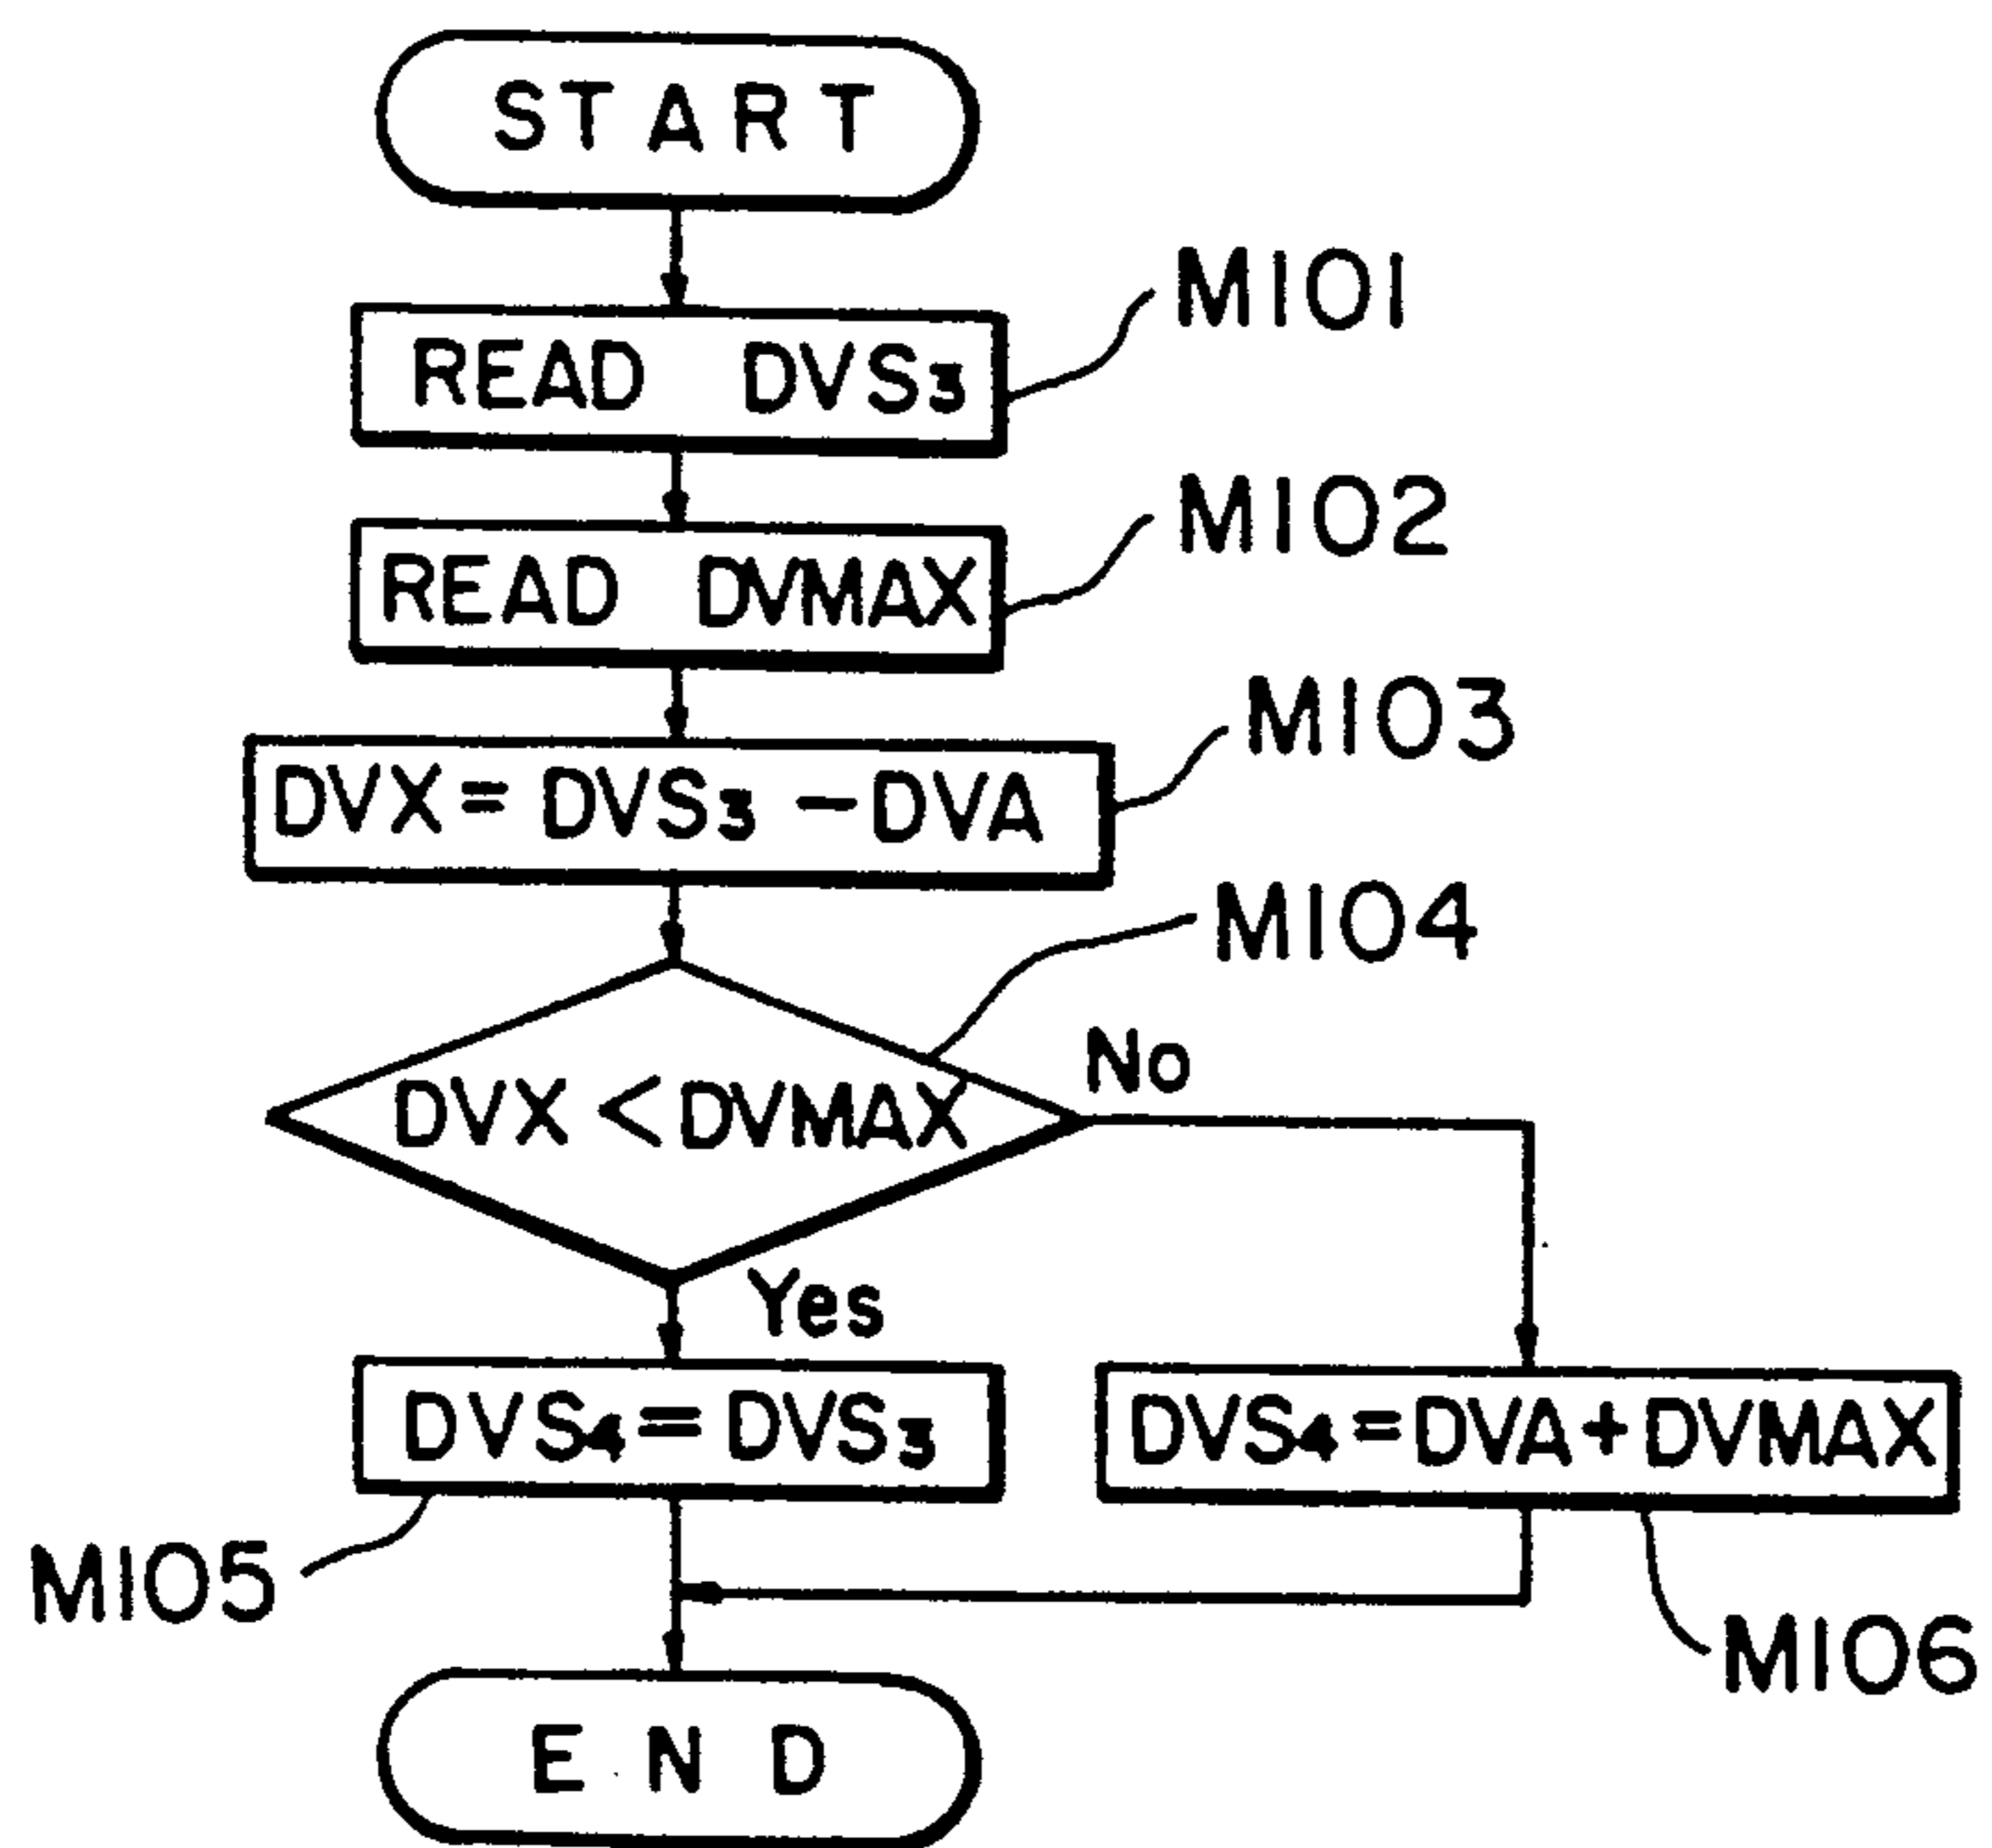 START
M101
READ DVS3
M102
READ DVMAX
M103
DVX = DVS3 - DVA
M104
DVX < DVMAX
No
Yes
DVS4 = DVS3
DVS4 = DVA + DVMAX
M105
M106
END